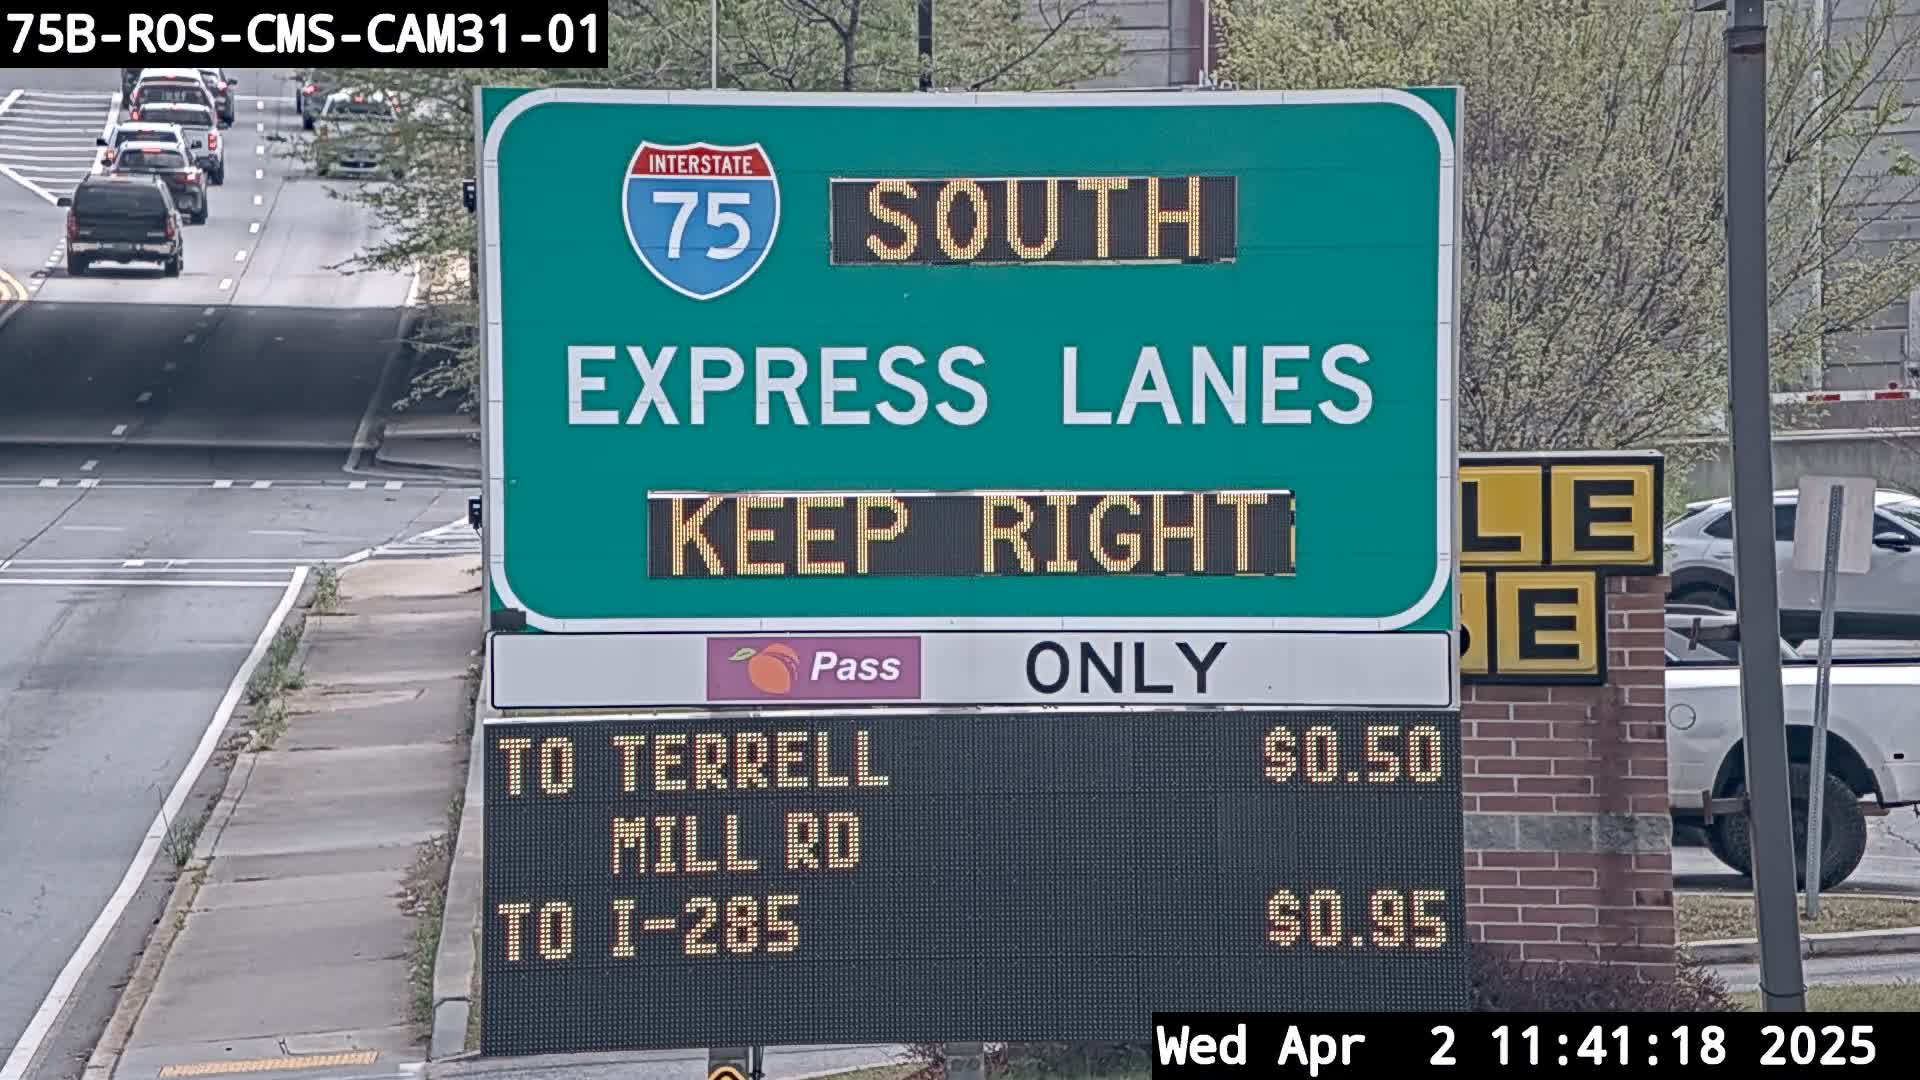 75B-ROS-CMS-CAM31-01
INTERSTATE
75
SOUTH
EXPRESS LANES
KEEP RIGHT
Pass
ONLY
TO TERRELL $0.50
MILL RD
TO I-285 $0.95
LE
E
Wed Apr 2 11:41:18 2025